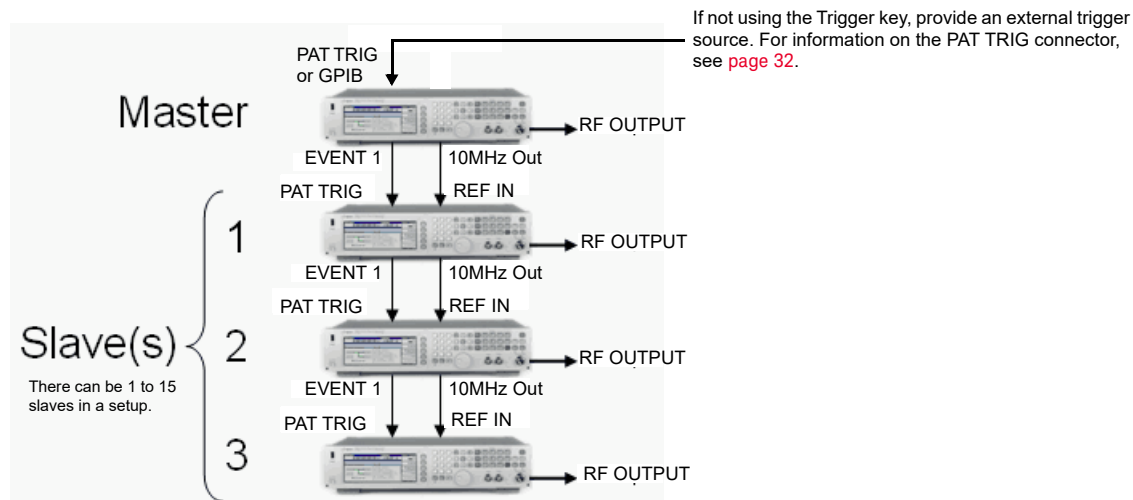 If not using the Trigger key, provide an external trigger
source. For information on the PAT TRIG connector,
see page 32.
PAT TRIG
or GPIB
Master
RF OUTPUT
EVENT 1
10MHz Out
PAT TRIG
REF IN
1
RF OUTPUT
EVENT 1
10MHz Out
PAT TRIG
REF IN
Slave(s)
2
RF OUTPUT
There can be 1 to 15
slaves in a setup.
EVENT 1
10MHz Out
PAT TRIG
REF IN
3
RF OUTPUT